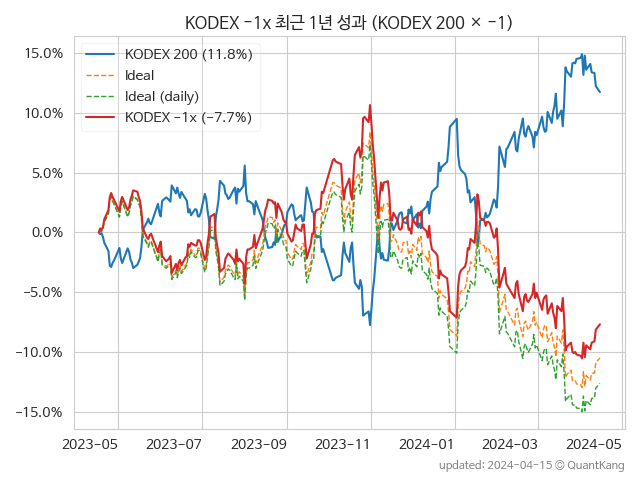 KODEX −1x 최근 1년 성과 (KODEX 200 × −1)
15.0%
10.0%
5.0%
0.0%
−5.0%
−10.0%
−15.0%
KODEX 200 (11.8%)
Ideal
Ideal (daily)
KODEX −1x (−7.7%)
2023-05 2023-07 2023-09 2023-11 2024-01 2024-03 2024-05
updated: 2024-04-15 © QuantKang